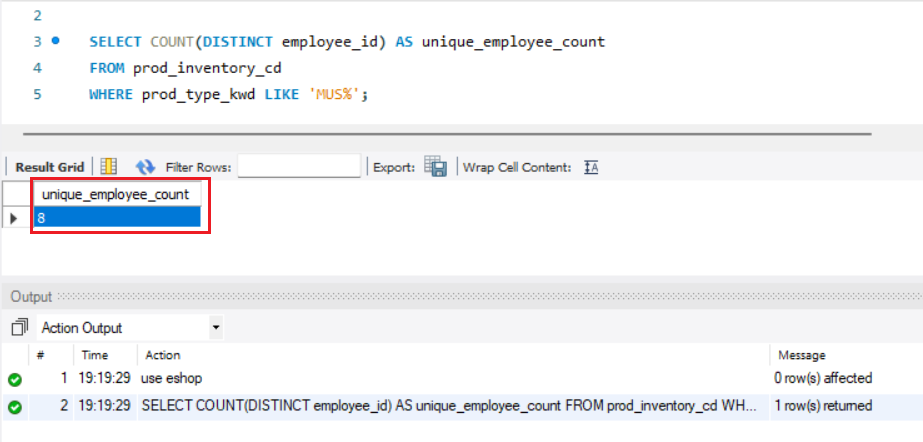 2
3 SELECT COUNT(DISTINCT employee_id) AS unique_employee_count
4 FROM prod_inventory_cd
5 WHERE prod_type_kwd LIKE 'MUS%';
Result Grid Filter Rows: Export: Wrap Cell Content: IA
unique_employee_count
8
Output
Action Output
# Time Action Message
1 19:19:29 use eshop 0 row(s) affected
2 19:19:29 SELECT COUNT(DISTINCT employee_id) AS unique_employee_count FROM prod_inventory_cd WH... 1 row(s) returned